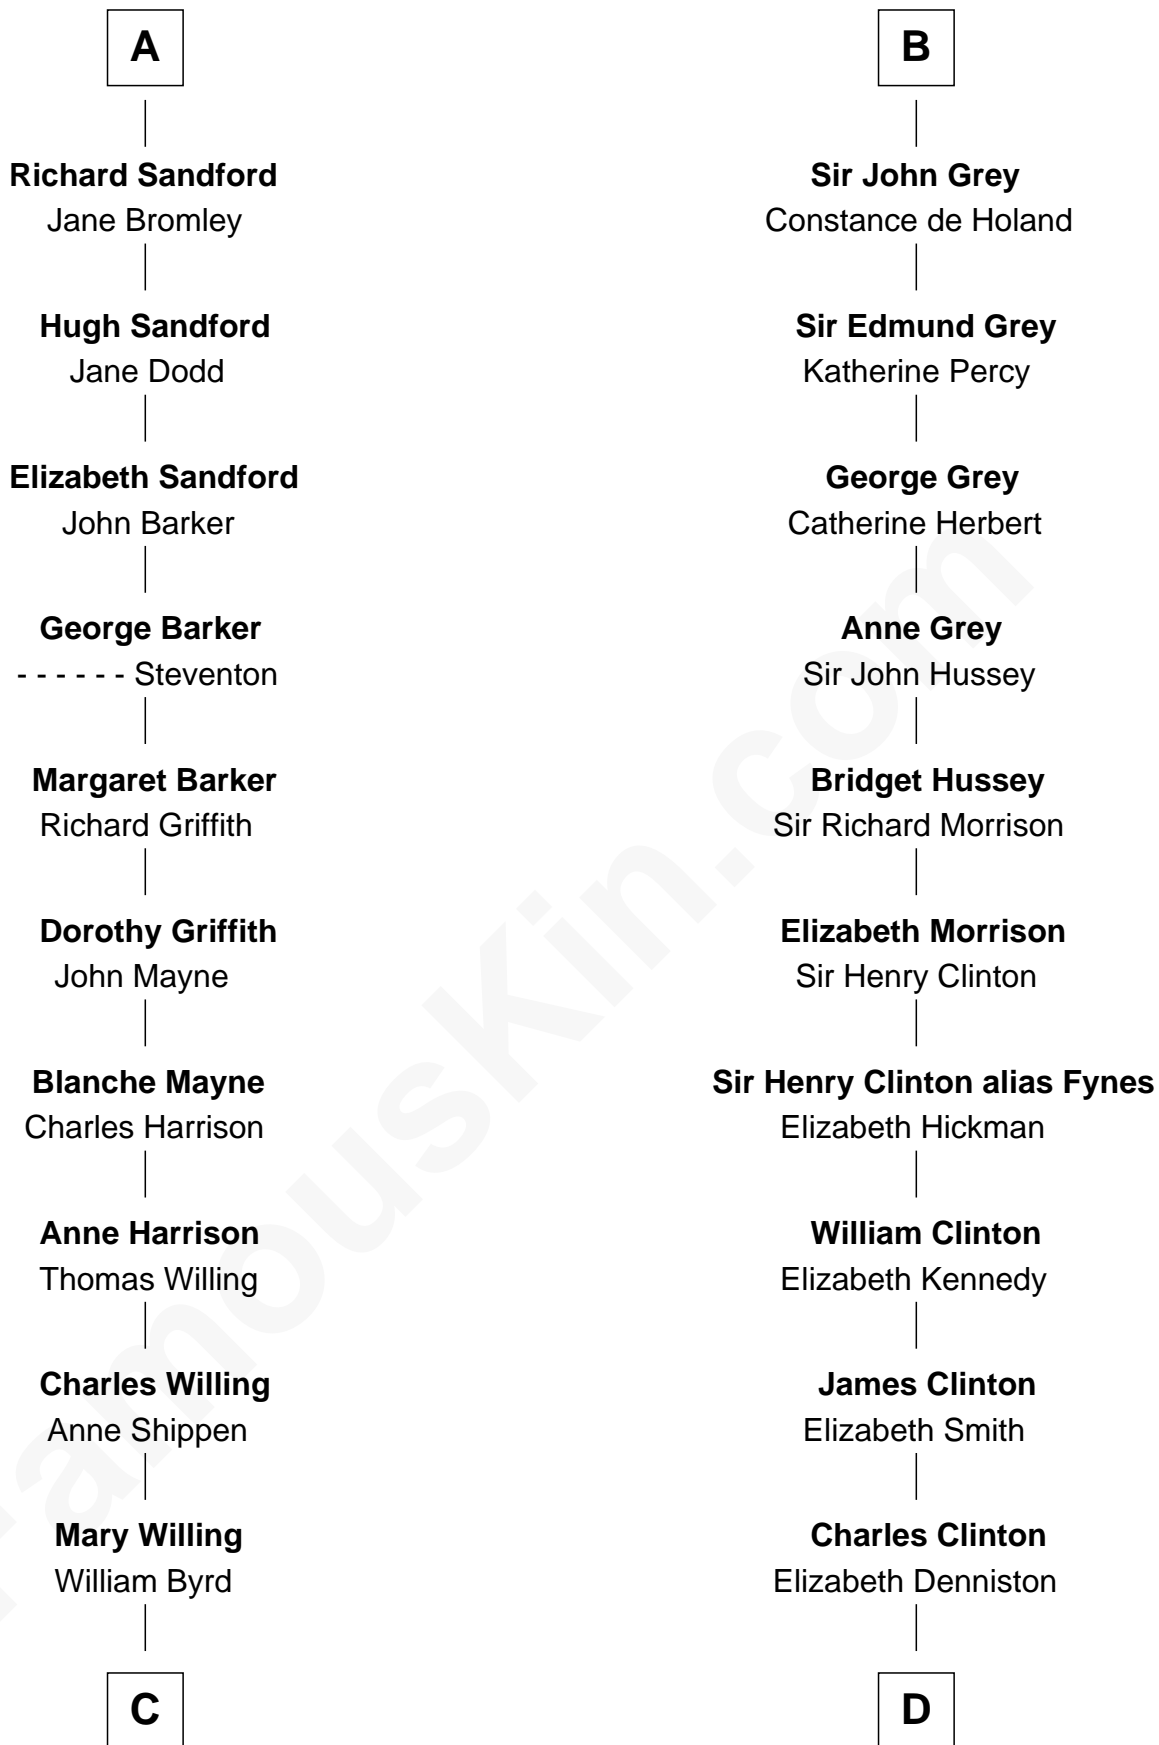 A
Richard Sandford
Jane Bromley
Hugh Sandford
Jane Dodd
Elizabeth Sandford
John Barker
George Barker
- - - - - - Steventon
Margaret Barker
Richard Griffith
Dorothy Griffith
John Mayne
Blanche Mayne
Charles Harrison
Anne Harrison
Thomas Willing
Charles Willing
Anne Shippen
Mary Willing
William Byrd
C
B
Sir John Grey
Constance de Holand
Sir Edmund Grey
Katherine Percy
George Grey
Catherine Herbert
Anne Grey
Sir John Hussey
Bridget Hussey
Sir Richard Morrison
Elizabeth Morrison
Sir Henry Clinton
Sir Henry Clinton alias Fynes
Elizabeth Hickman
William Clinton
Elizabeth Kennedy
James Clinton
Elizabeth Smith
Charles Clinton
Elizabeth Denniston
D
FamousKin.com